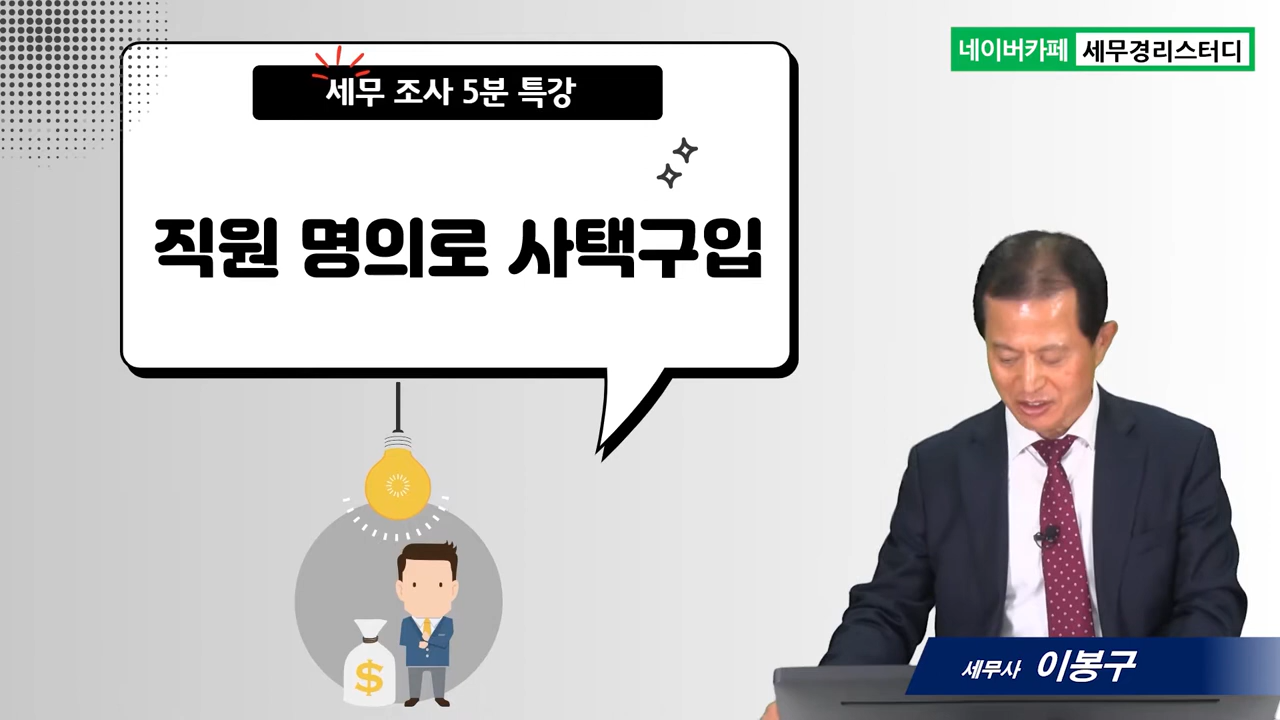 네이버카페 세무경리스터디
세무 조사 5분 특강
직원 명의로 사택구입
$
세무사 이봉구